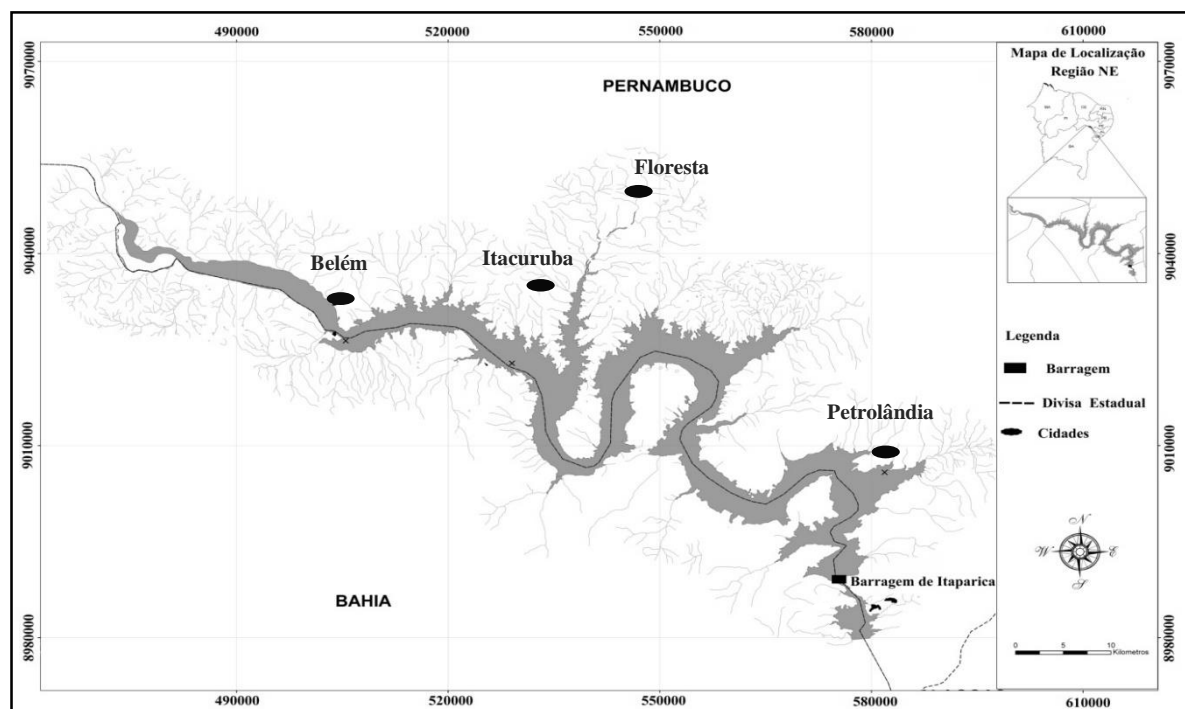 490000 520000 550000 580000 610000
9070000
9070000
Mapa de Localização
Região NE
PERNAMBUCO
Floresta
9040000
9040000
Belém
Itacuruba
Legenda
Barragem
Divisa Estadual
Cidades
Petrolândia
9010000
9010000
N
W E
S
Barragem de Itaparica
BAHIA
8980000
8980000
0 5 10
Kilometros
490000 520000 550000 580000 610000